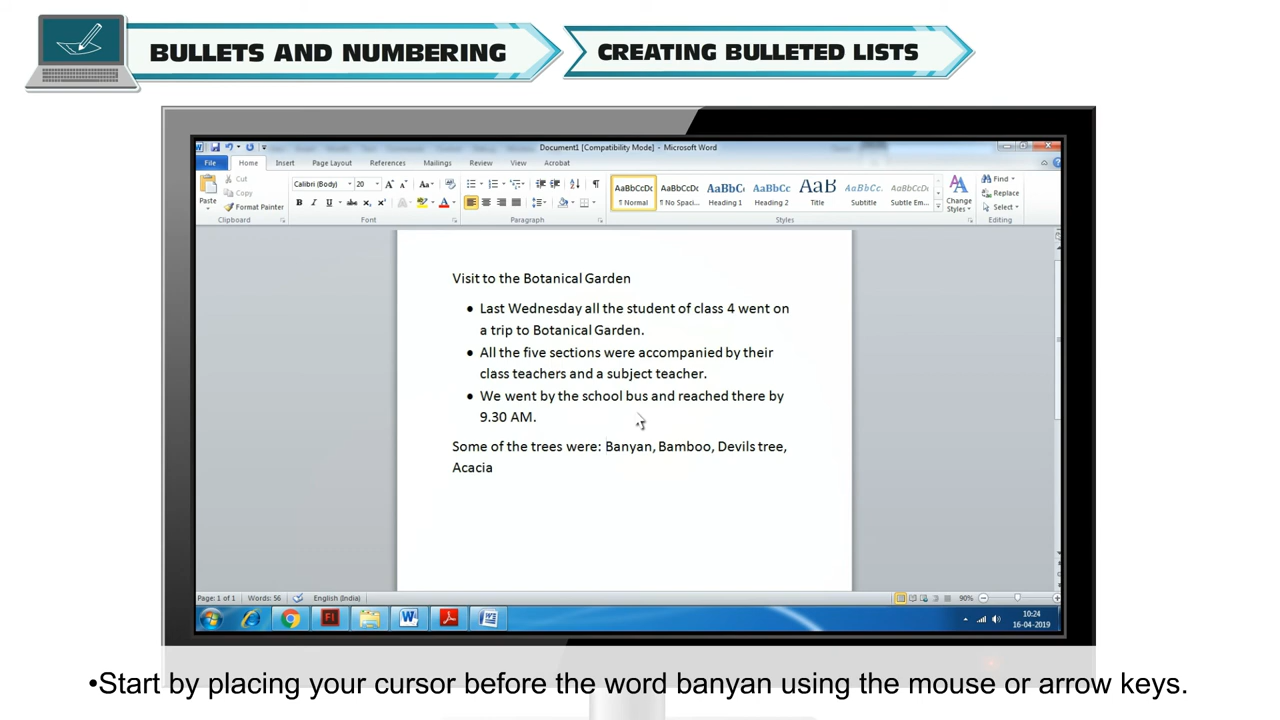 BULLETS AND NUMBERING
CREATING BULLETED LISTS
Document1 [Compatibility Mode] - Microsoft Word
File Home Insert Page Layout References Mailings Review View Acrobat
Cut
Copy
Format Painter
Paste
Clipboard
Calibri (Body) 20
Font
Paragraph
AaBbCcDc AaBbCcDc AaBbC AaBbCc AaB AaBbCc. AaBbCcDc
¶ Normal ¶ No Spaci... Heading 1 Heading 2 Title Subtitle Subtle Em...
Change
Styles
Styles
Find
Replace
Select
Editing
Visit to the Botanical Garden
• Last Wednesday all the student of class 4 went on
a trip to Botanical Garden.
• All the five sections were accompanied by their
class teachers and a subject teacher.
• We went by the school bus and reached there by
9.30 AM.
Some of the trees were: Banyan, Bamboo, Devils tree,
Acacia
Page: 1 of 1 Words: 56 English (India) 90%
10:24
16-04-2019
•Start by placing your cursor before the word banyan using the mouse or arrow keys.